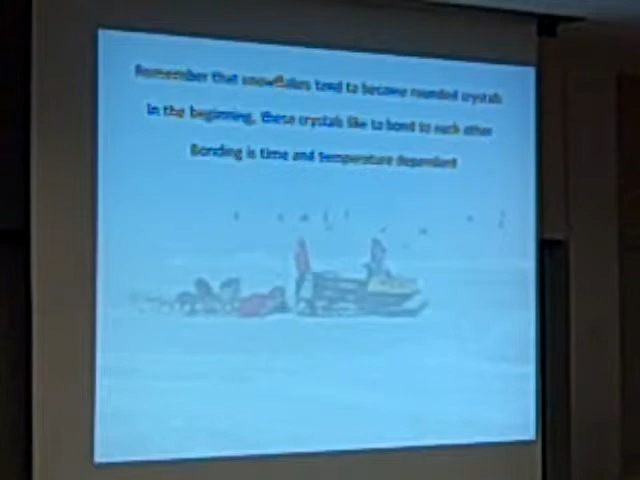 Remember that snowflakes tend to become rounded crystals
In the beginning, these crystals like to bond to each other
Bonding is time and temperature dependent